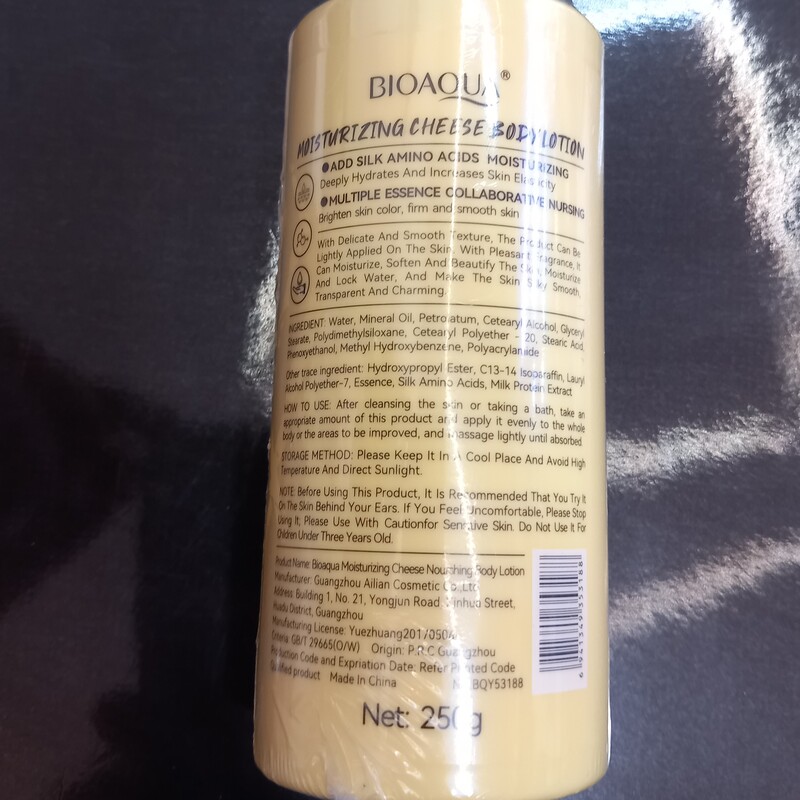 BIOAQUA®
MOISTURIZING CHEESE BODY LOTION
●ADD SILK AMINO ACIDS MOISTURIZING
Deeply Hydrates And Increases Skin Elasticity
●MULTIPLE ESSENCE COLLABORATIVE NURSING
Brighten skin color, firm and smooth skin
With Delicate And Smooth Texture, The Product Can Be
Lightly Applied On The Skin. With Pleasant Fragrance, It
Can Moisturize, Soften And Beautify The Skin, Moisturize
And Lock Water, And Make The Skin Silky Smooth,
Transparent And Charming.
INGREDIENT: Water, Mineral Oil, Petrolatum, Cetearyl Alcohol, Glyceryl
Stearate, Polydimethylsiloxane, Cetearyl Polyether - 20, Stearic Acid,
Phenoxyethanol, Methyl Hydroxybenzene, Polyacrylamide
Other trace ingredient: Hydroxypropyl Ester, C13-14 Isoparaffin, Lauryl
Alcohol Polyether-7, Essence, Silk Amino Acids, Milk Protein Extract
HOW TO USE: After cleansing the skin or taking a bath, take an
appropriate amount of this product and apply it evenly to the whole
body or the areas to be improved, and massage lightly until absorbed.
STORAGE METHOD: Please Keep It In A Cool Place And Avoid High
Temperature And Direct Sunlight.
NOTE: Before Using This Product, It Is Recommended That You Try It
On The Skin Behind Your Ears. If You Feel Uncomfortable, Please Stop
Using It; Please Use With Cautionfor Sensitive Skin. Do Not Use It For
Children Under Three Years Old.
Product Name: Bioaqua Moisturizing Cheese Nourishing Body Lotion
Manufacturer: Guangzhou Ailian Cosmetic Co.,Ltd
Address: Building 1, No. 21, Yongjun Road, Xinhua Street,
Huadu District, Guangzhou
Manufacturing License:
Criteria: GB/T 29665(O/W) Origin: P.R.C Guangzhou
Production Code and Expriation Date: Refer Printed Code
Qualified product Made In China BQY53188
6 941349 353188
Net: 250g